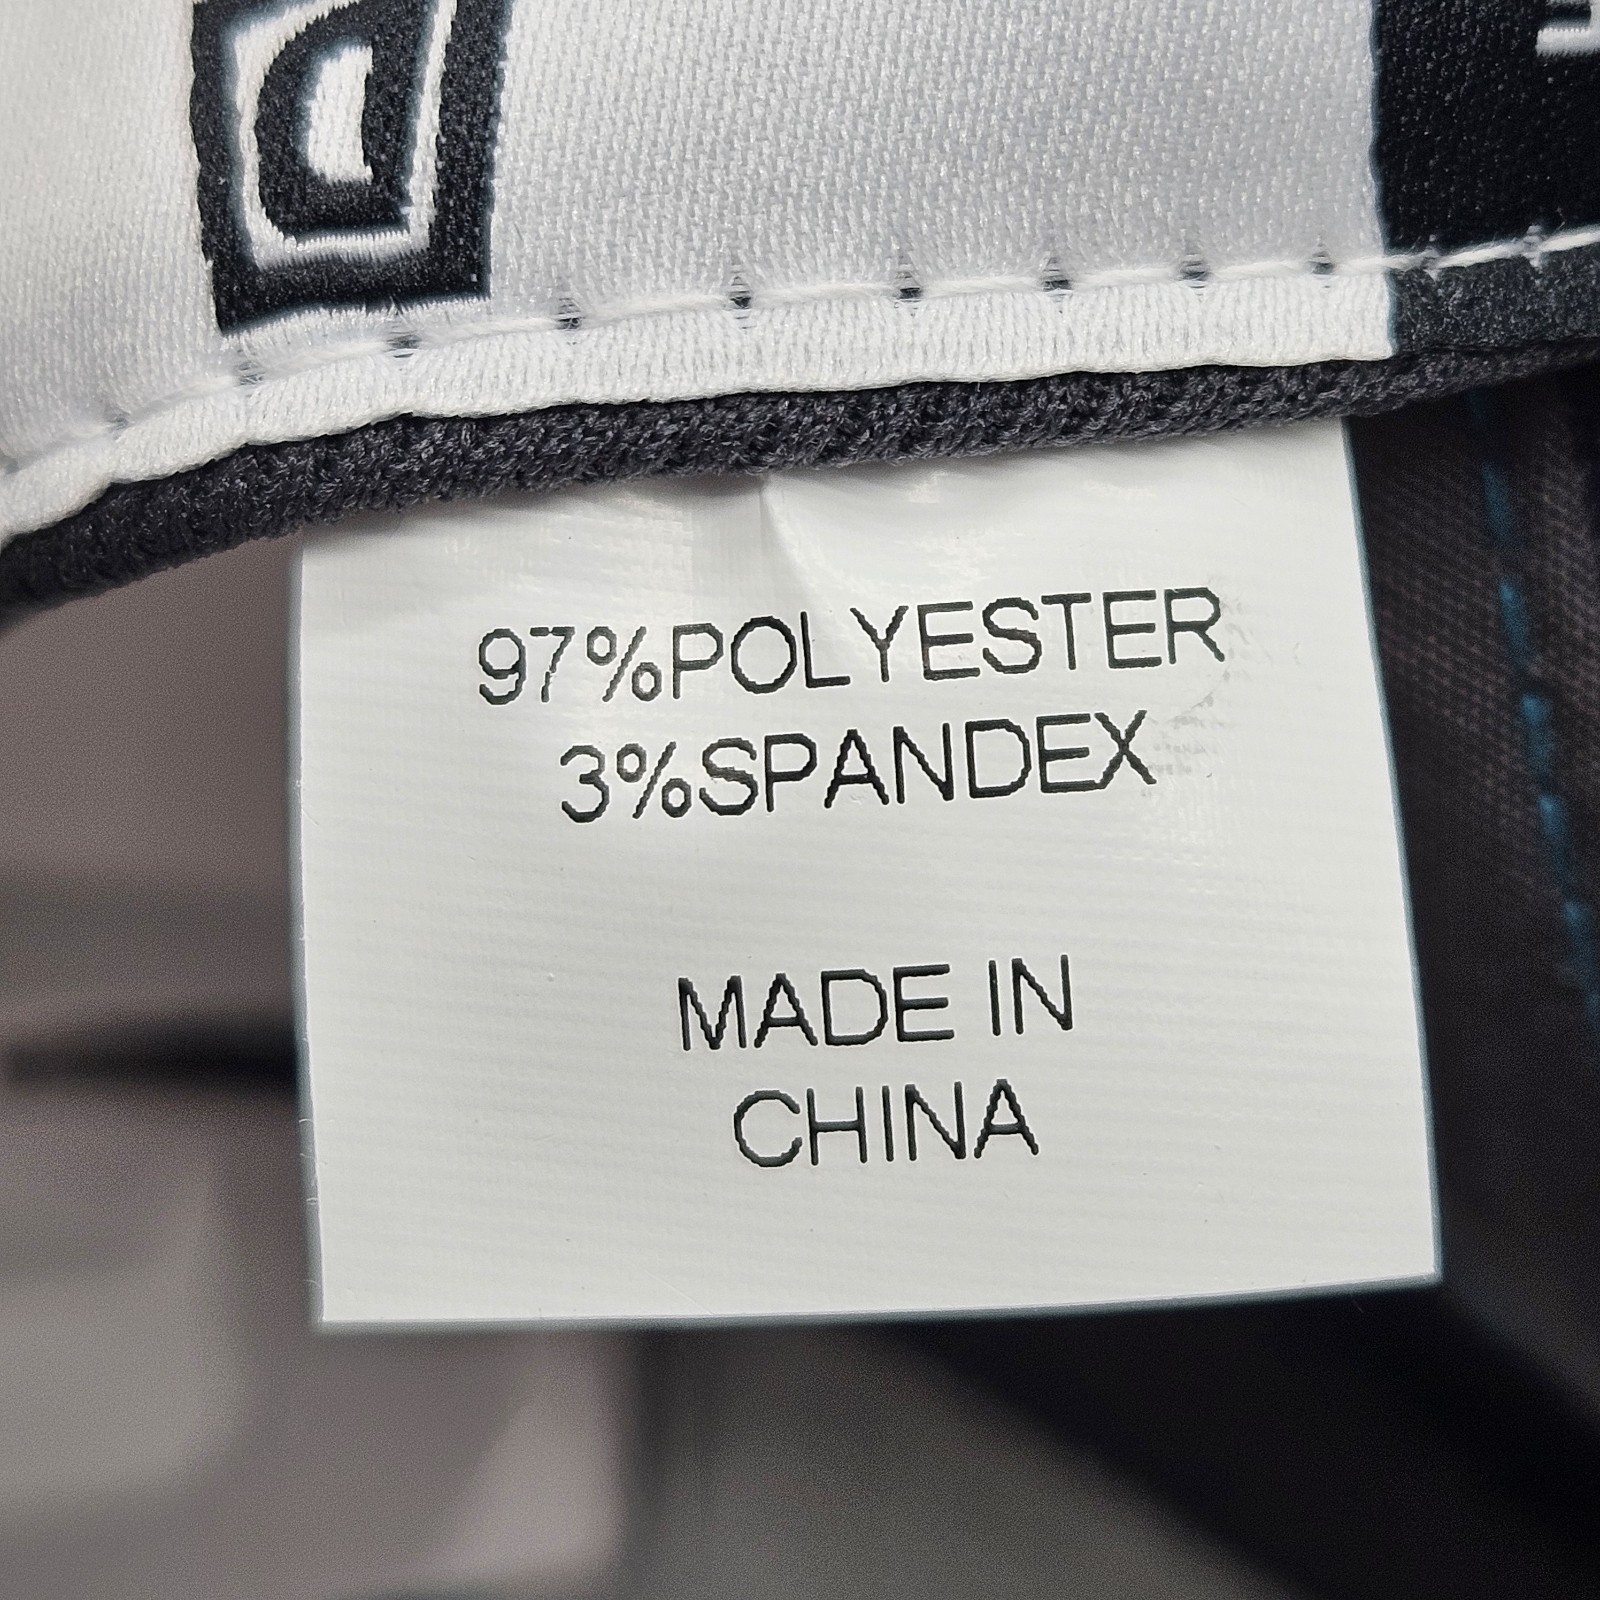 97%POLYESTER
3%SPANDEX
MADE IN
CHINA